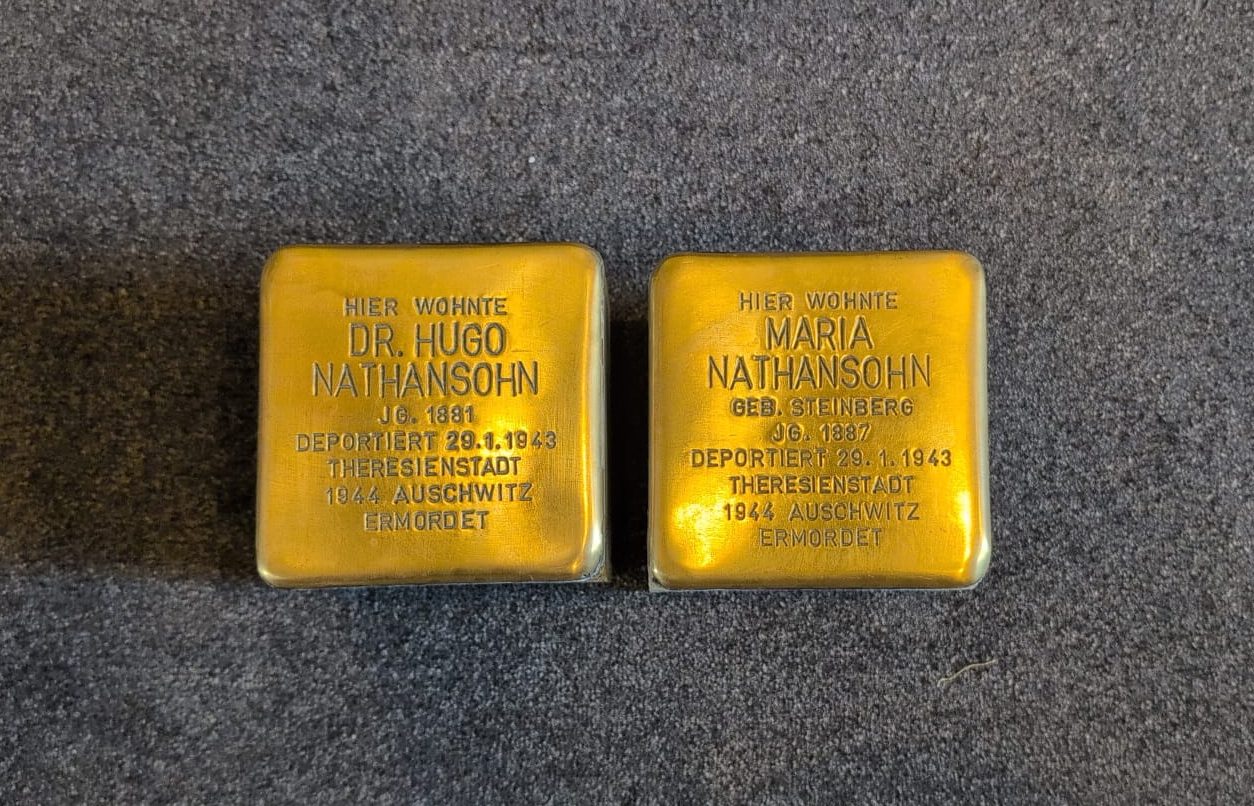 HIER WOHNTE
DR. HUGO
NATHANSOHN
JG. 1881
DEPORTIERT 29.1.1943
THERESIENSTADT
1944 AUSCHWITZ
ERMORDET
HIER WOHNTE
MARIA
NATHANSOHN
GEB. STEINBERG
JG. 1887
DEPORTIERT 29.1.1943
THERESIENSTADT
1944 AUSCHWITZ
ERMORDET